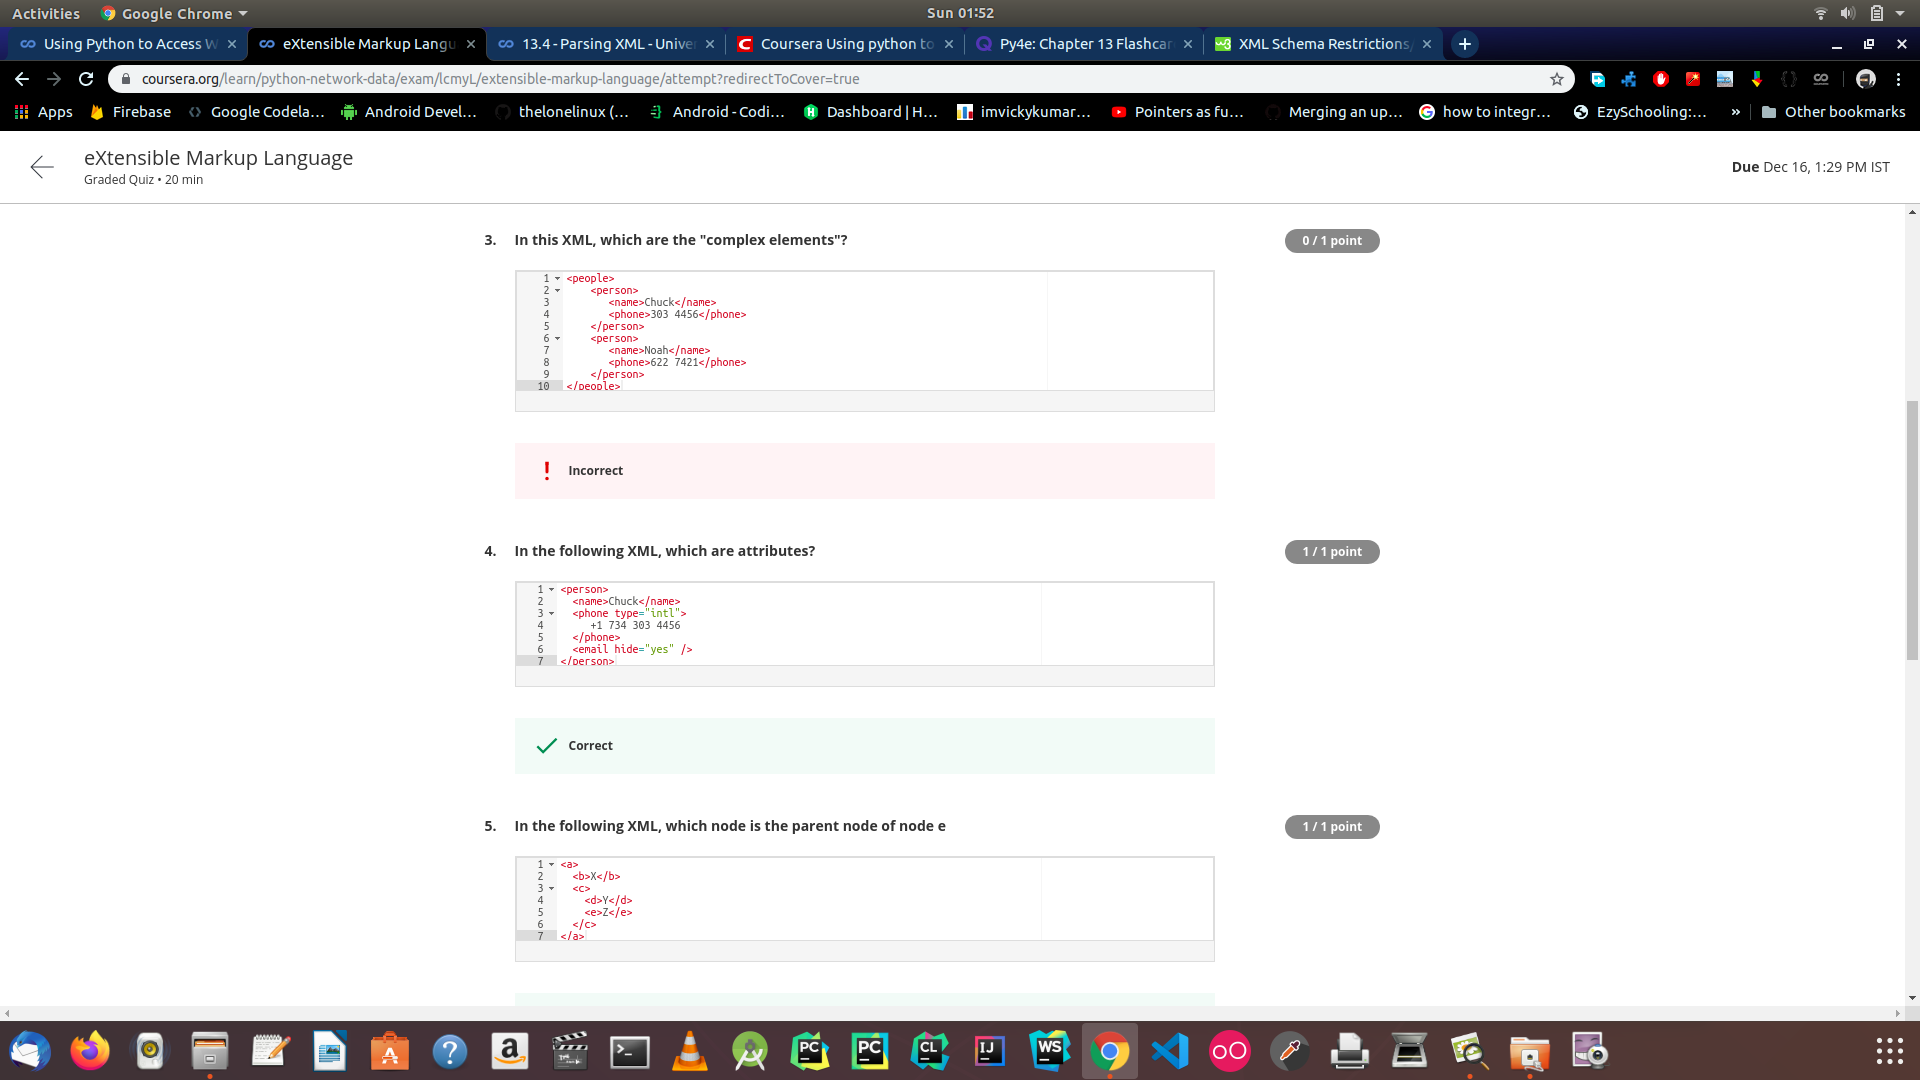 Activities
Google Chrome
Sun 01:52
Using Python to Access W
eXtensible Markup Langu
13.4 - Parsing XML - Unive
Coursera Using python to
Py4e: Chapter 13 Flashcar
XML Schema Restrictions/
coursera.org/learn/python-network-data/exam/lcmyL/extensible-markup-language/attempt?redirectToCover=true
Apps
Firebase
Google Codela...
Android Devel...
thelonelinux (...
Android - Codi...
Dashboard | H...
imvickykumar...
Pointers as fu...
Merging an up...
how to integr...
EzySchooling:...
»
Other bookmarks
eXtensible Markup Language
Graded Quiz • 20 min
Due Dec 16, 1:29 PM IST
3. In this XML, which are the "complex elements"?
0 / 1 point
1 <people>
2 <person>
3 <name>Chuck</name>
4 <phone>303 4456</phone>
5 </person>
6 <person>
7 <name>Noah</name>
8 <phone>622 7421</phone>
9 </person>
10 </people>
! Incorrect
4. In the following XML, which are attributes?
1 / 1 point
1 <person>
2 <name>Chuck</name>
3 <phone type="intl">
4 +1 734 303 4456
5 </phone>
6 <email hide="yes" />
7 </person>
Correct
5. In the following XML, which node is the parent node of node e
1 / 1 point
1 <a>
2 <b>X</b>
3 <c>
4 <d>Y</d>
5 <e>Z</e>
6 </c>
7 </a>